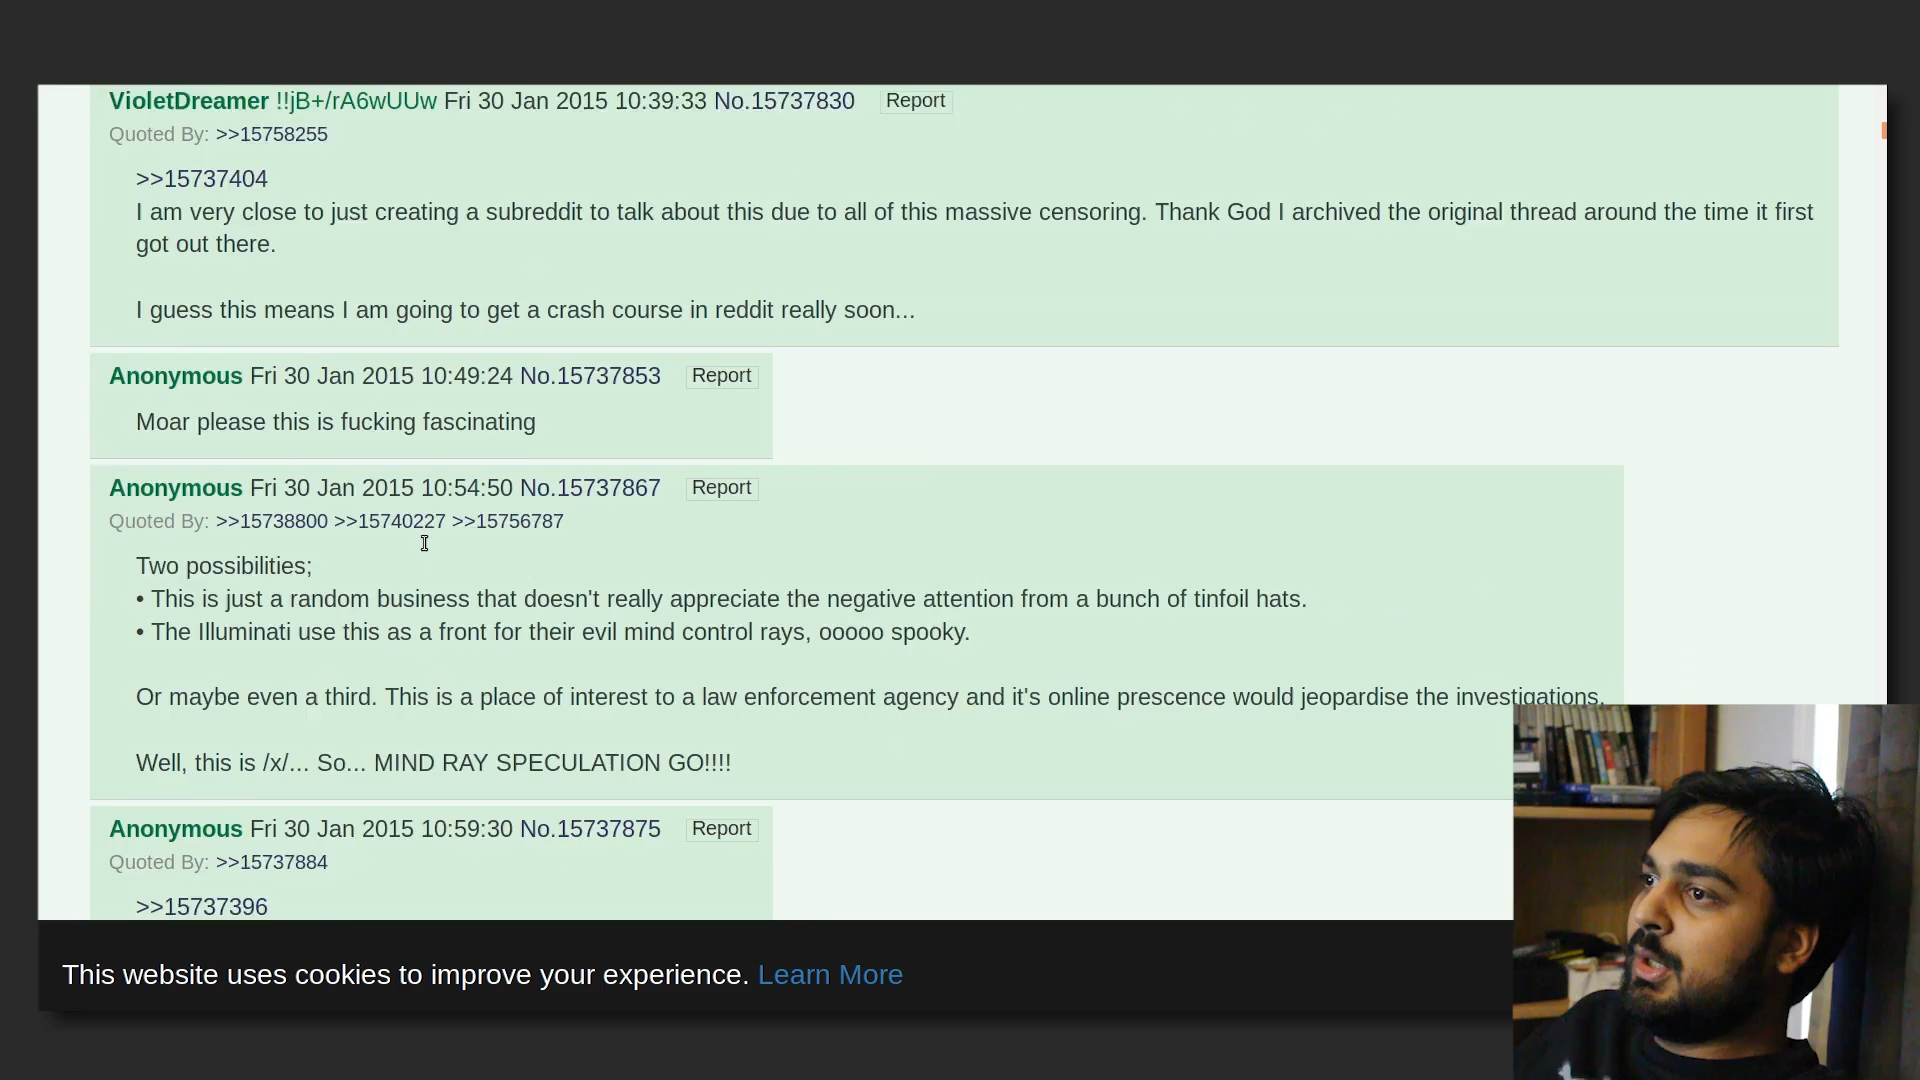 VioletDreamer !!jB+/rA6wUUw Fri 30 Jan 2015 10:39:33 No.15737830 Report
Quoted By: >>15758255
>>15737404
I am very close to just creating a subreddit to talk about this due to all of this massive censoring. Thank God I archived the original thread around the time it first
got out there.
I guess this means I am going to get a crash course in reddit really soon...
Anonymous Fri 30 Jan 2015 10:49:24 No.15737853 Report
Moar please this is fucking fascinating
Anonymous Fri 30 Jan 2015 10:54:50 No.15737867 Report
Quoted By: >>15738800 >>15740227 >>15756787
Two possibilities;
• This is just a random business that doesn't really appreciate the negative attention from a bunch of tinfoil hats.
• The Illuminati use this as a front for their evil mind control rays, ooooo spooky.
Or maybe even a third. This is a place of interest to a law enforcement agency and it's online prescence would jeopardise the investigations.
Well, this is /x/... So... MIND RAY SPECULATION GO!!!!
Anonymous Fri 30 Jan 2015 10:59:30 No.15737875 Report
Quoted By: >>15737884
>>15737396
This website uses cookies to improve your experience. Learn More